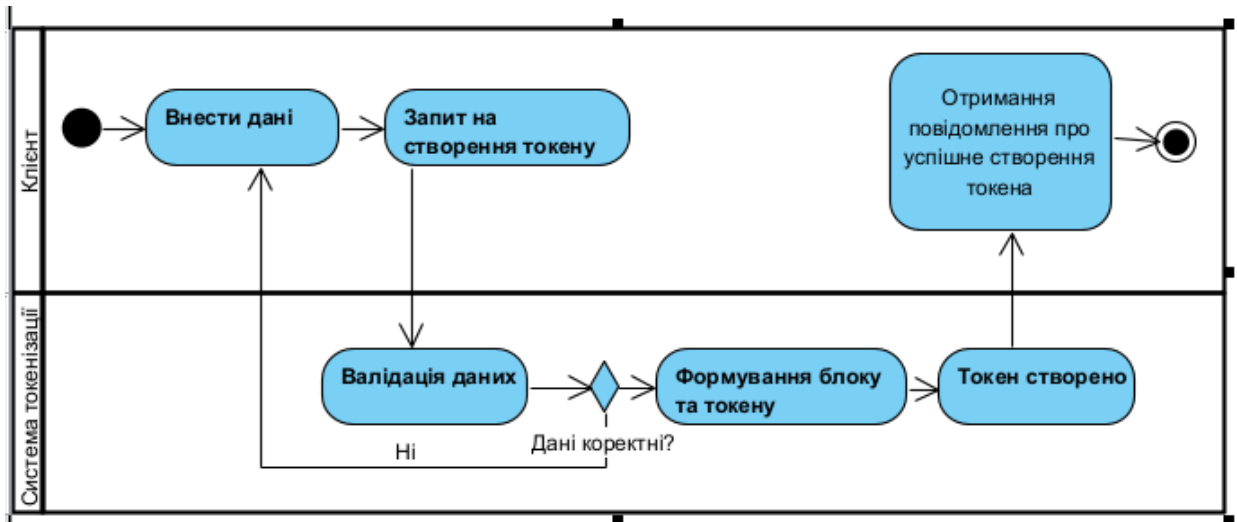 Клієнт
Внести дані
Запит на
створення токену
Отримання
повідомлення про
успішне створення
токена
Система токенізації
Валідація даних
Дані коректні?
Ні
Формування блоку
та токену
Токен створено